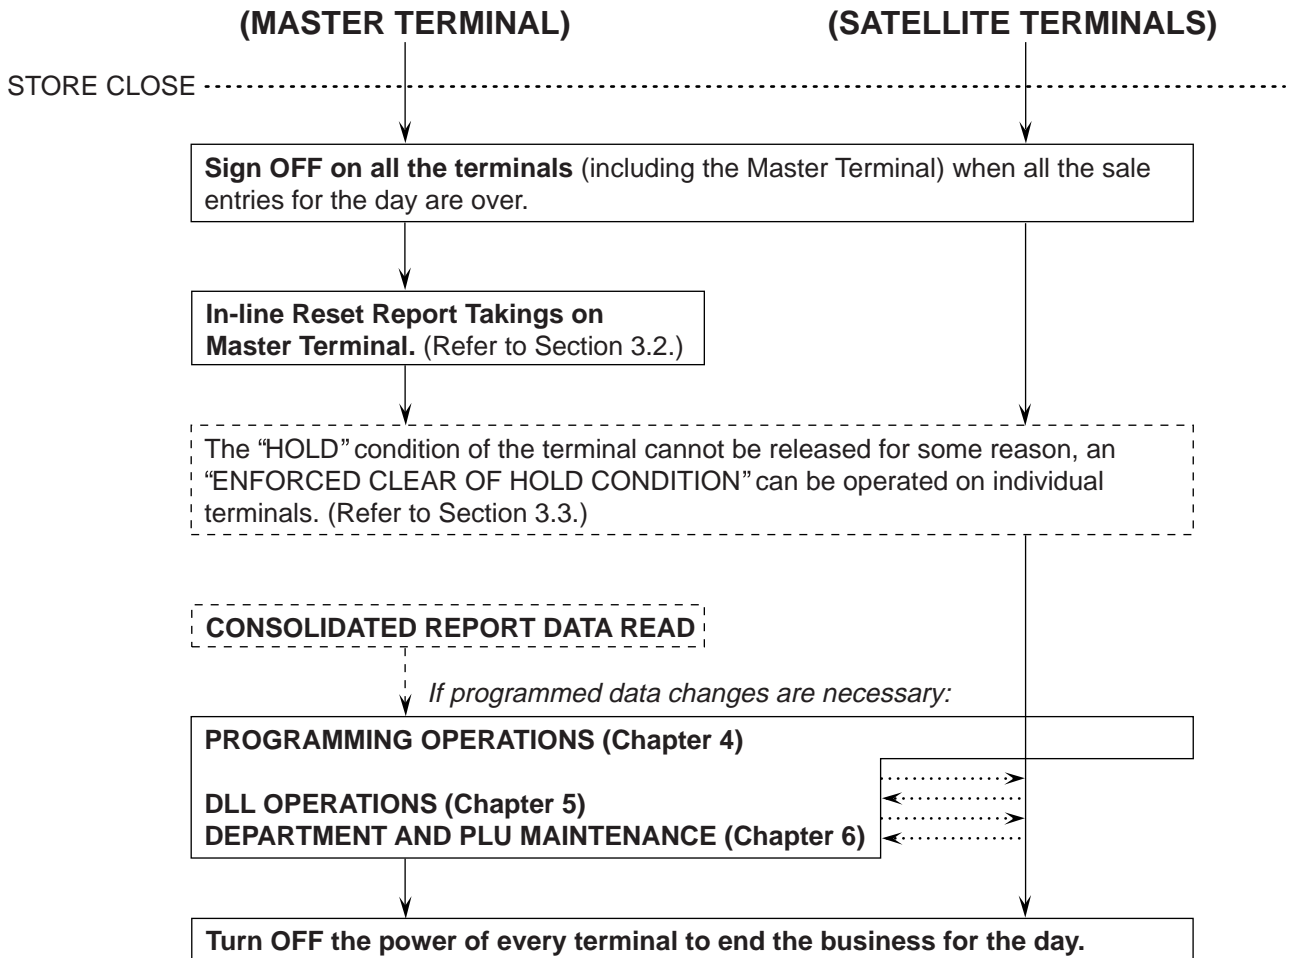 (MASTER TERMINAL) (SATELLITE TERMINALS)
STORE CLOSE
Sign OFF on all the terminals (including the Master Terminal) when all the sale
entries for the day are over.
In-line Reset Report Takings on
Master Terminal. (Refer to Section 3.2.)
The “HOLD” condition of the terminal cannot be released for some reason, an
“ENFORCED CLEAR OF HOLD CONDITION” can be operated on individual
terminals. (Refer to Section 3.3.)
CONSOLIDATED REPORT DATA READ
If programmed data changes are necessary:
PROGRAMMING OPERATIONS (Chapter 4)
DLL OPERATIONS (Chapter 5)
DEPARTMENT AND PLU MAINTENANCE (Chapter 6)
Turn OFF the power of every terminal to end the business for the day.